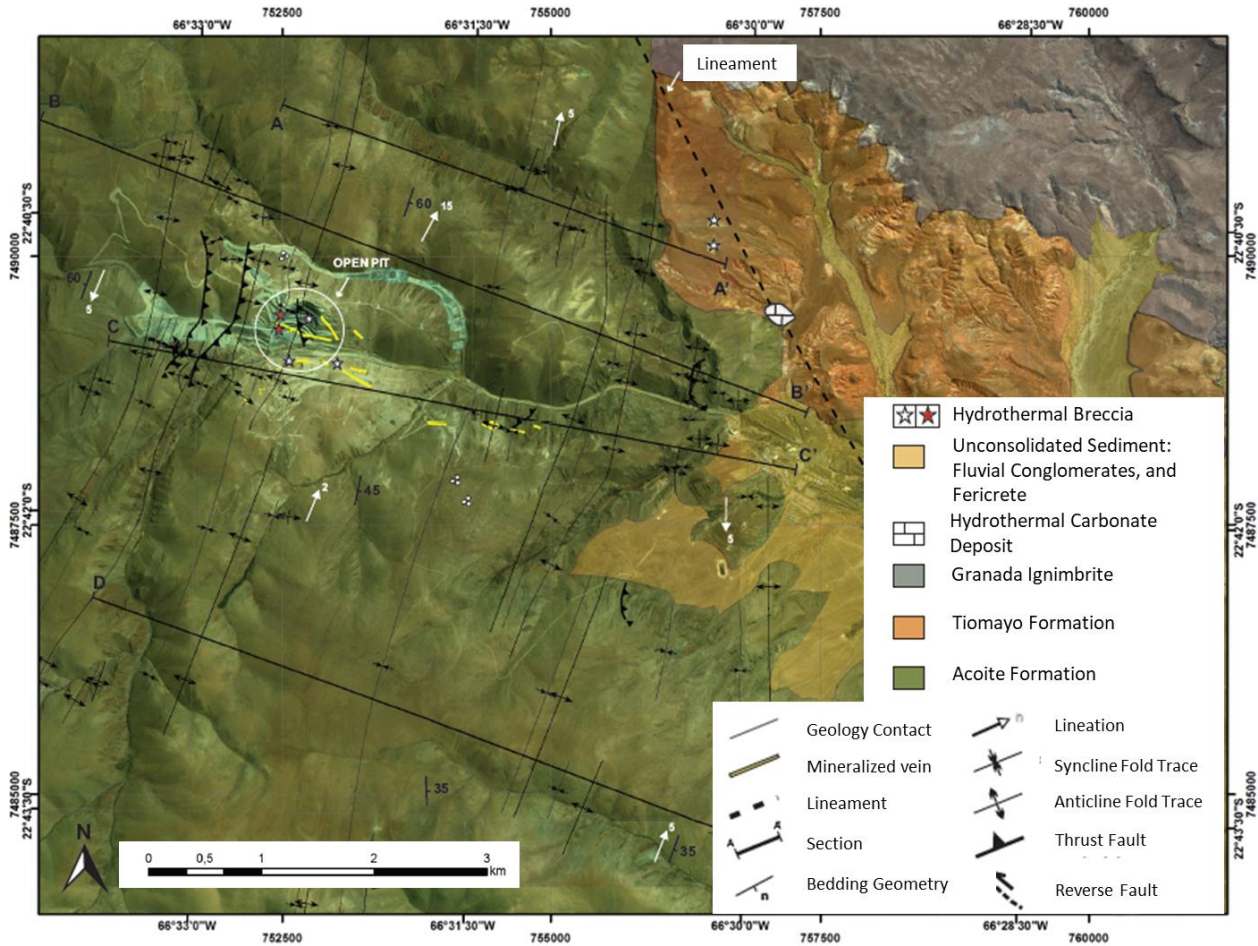 752500 755000 757500 760000
66°33'0"W 66°31'30"W 66°30'0"W 66°28'30"W
Lineament
B
A
5
22°40'30"S
60
15
22°40'30"S
7490000
7490000
OPEN PIT
60
5
A'
C
B'
C'
Hydrothermal Breccia
Unconsolidated Sediment:
Fluvial Conglomerates, and
Fericrete
Hydrothermal Carbonate
Deposit
Granada Ignimbrite
Tiomayo Formation
Acoite Formation
2
45
7487500
22°42'0"S
5
22°42'0"S
7487500
D
35
5
35
7485000
22°43'30"S
7485000
22°43'30"S
Geology Contact
Mineralized vein
Lineament
A A'
Section
n
Bedding Geometry
n
Lineation
Syncline Fold Trace
Anticline Fold Trace
Thrust Fault
Reverse Fault
N
0 0,5 1 2 3
km
66°33'0"W 66°31'30"W 66°30'0"W 66°28'30"W
752500 755000 757500 760000